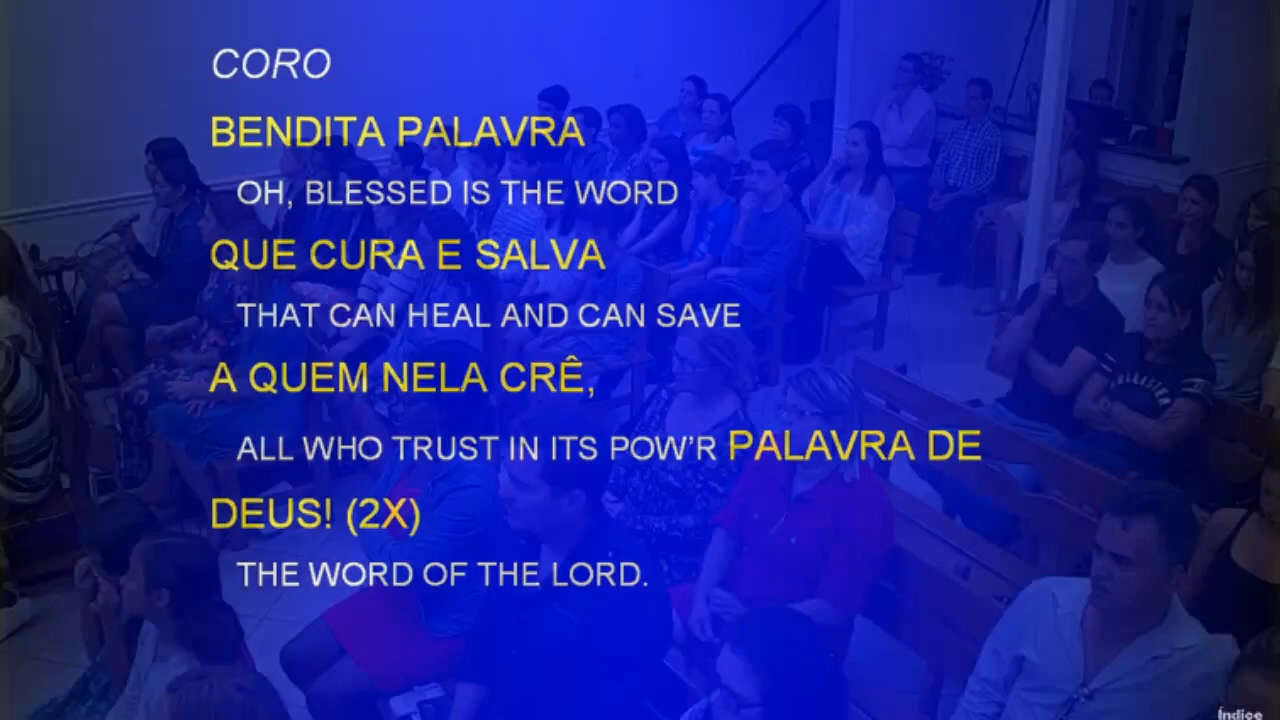 CORO
BENDITA PALAVRA
OH, BLESSED IS THE WORD
QUE CURA E SALVA
THAT CAN HEAL AND CAN SAVE
A QUEM NELA CRÊ,
ALL WHO TRUST IN ITS POW’R PALAVRA DE
DEUS! (2X)
THE WORD OF THE LORD.
Índice